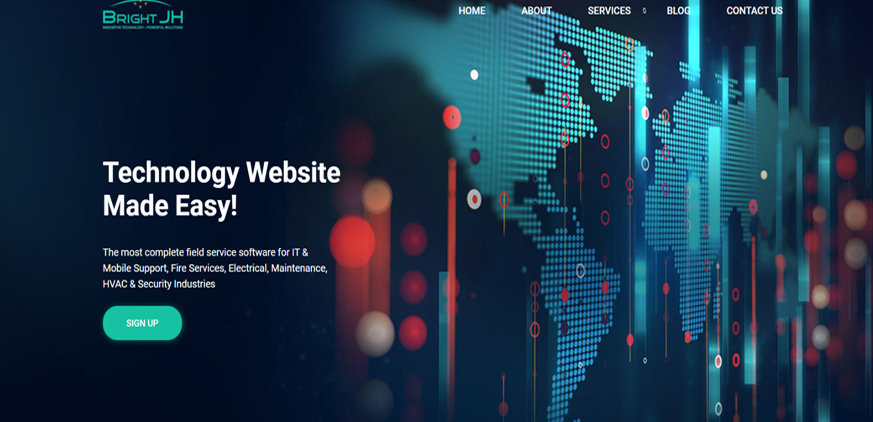 BRIGHT JH
INNOVATIVE TECHNOLOGY - POWERFUL SOLUTIONS
HOME ABOUT SERVICES BLOG CONTACT US
Technology Website
Made Easy!
The most complete field service software for IT &
Mobile Support, Fire Services, Electrical, Maintenance,
HVAC & Security Industries
SIGN UP